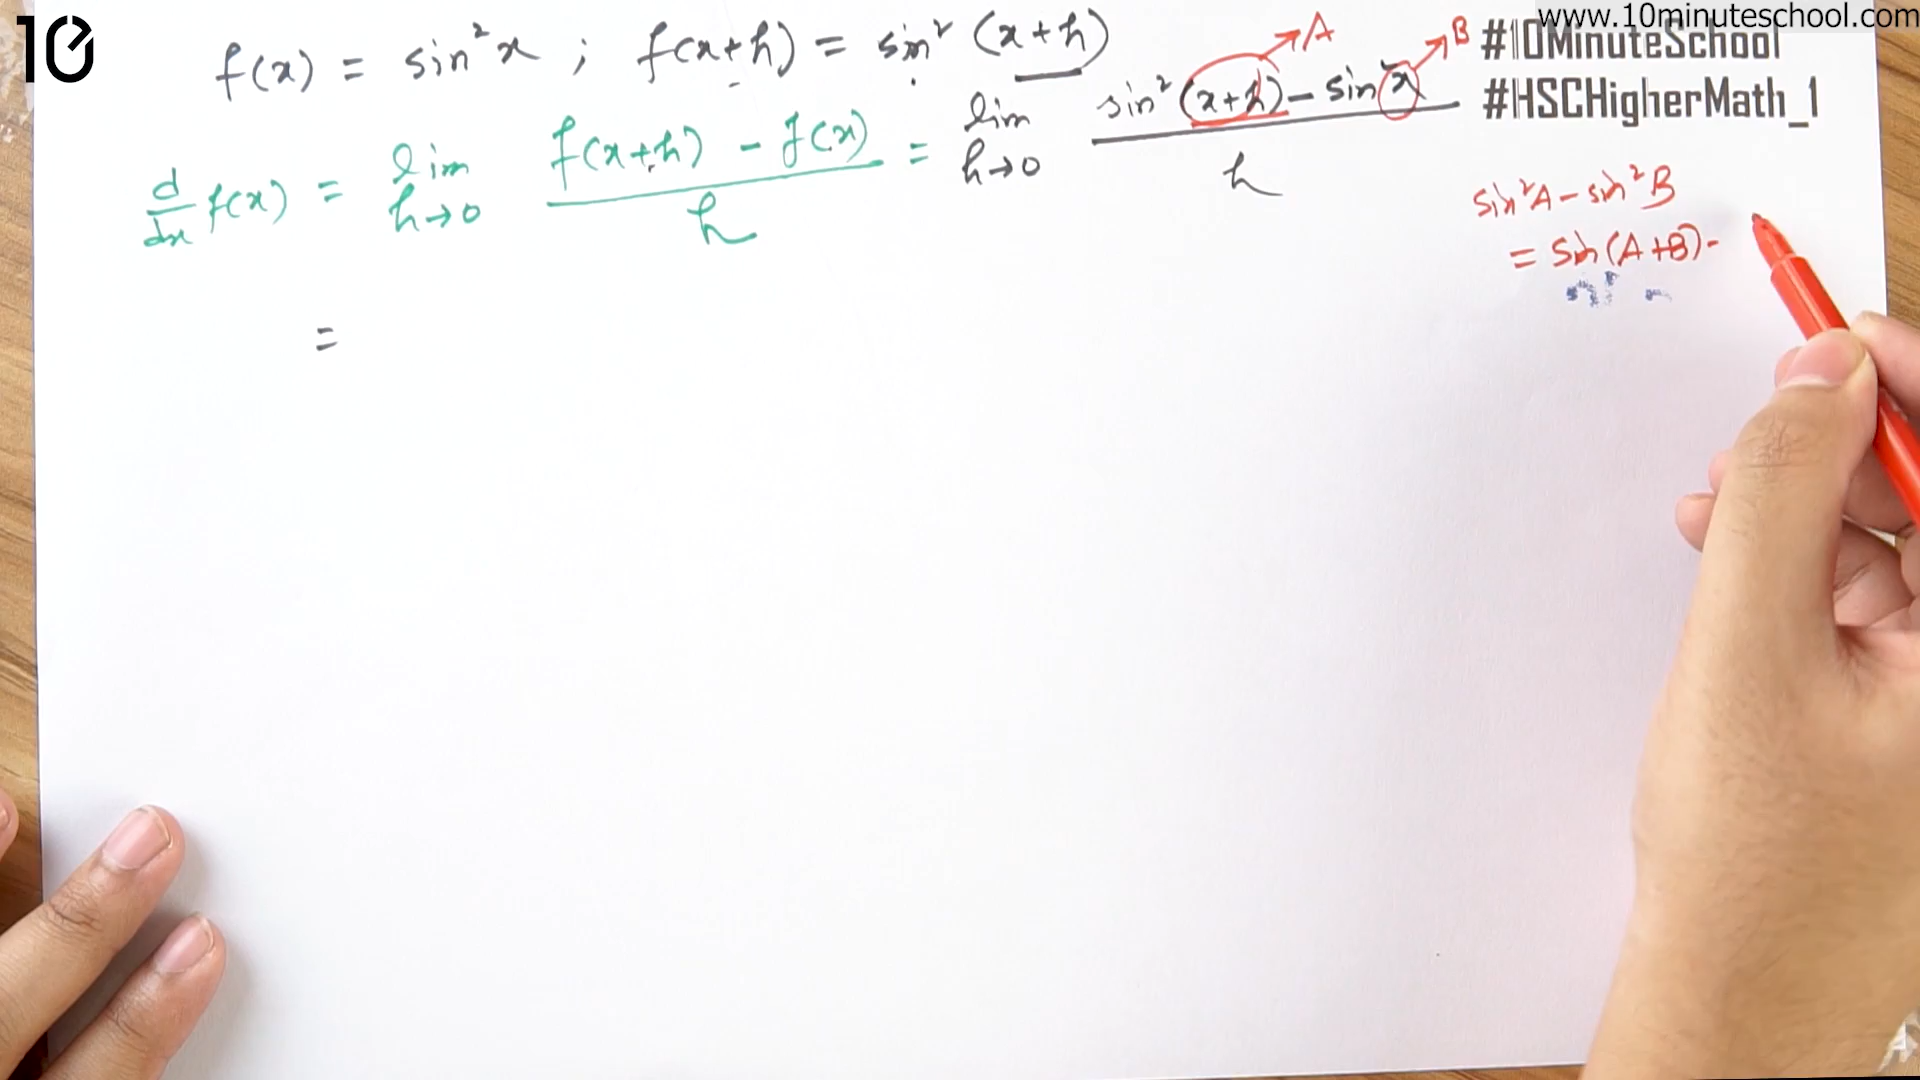 10
www.10minuteschool.com
#10MinuteSchool
#HSCHigherMath_1
f(x) = sin²x ; f(x+h) = sin² (x+h)
d/dx f(x) = lim h→0 f(x+h) - f(x) / h = lim h→0 sin² (x+h) - sin²x / h
A
B
sin²A - sin²B
= sin(A+B)-
=